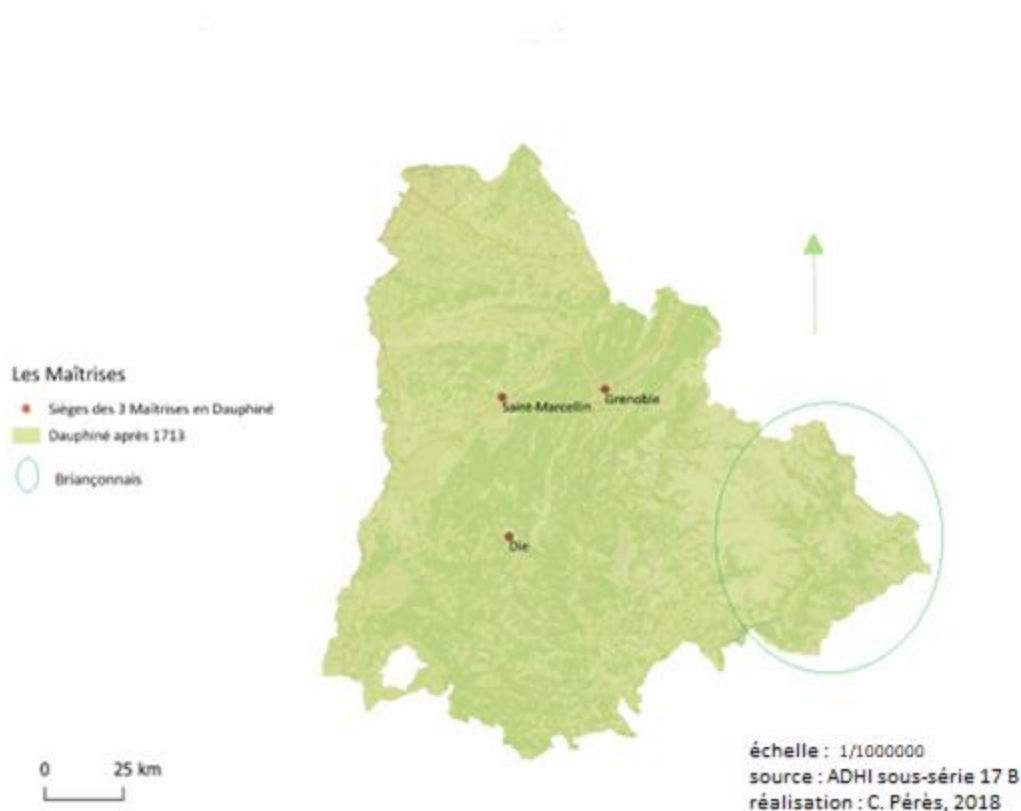 Les Maîtrises
Sièges des 3 Maîtrises en Dauphiné
Dauphiné après 1713
Briançonnais
Saint-Marcellin
Grenoble
Die
0 25 km
échelle : 1/1000000
source : ADHI sous-série 17 B
réalisation : C. Pérès, 2018